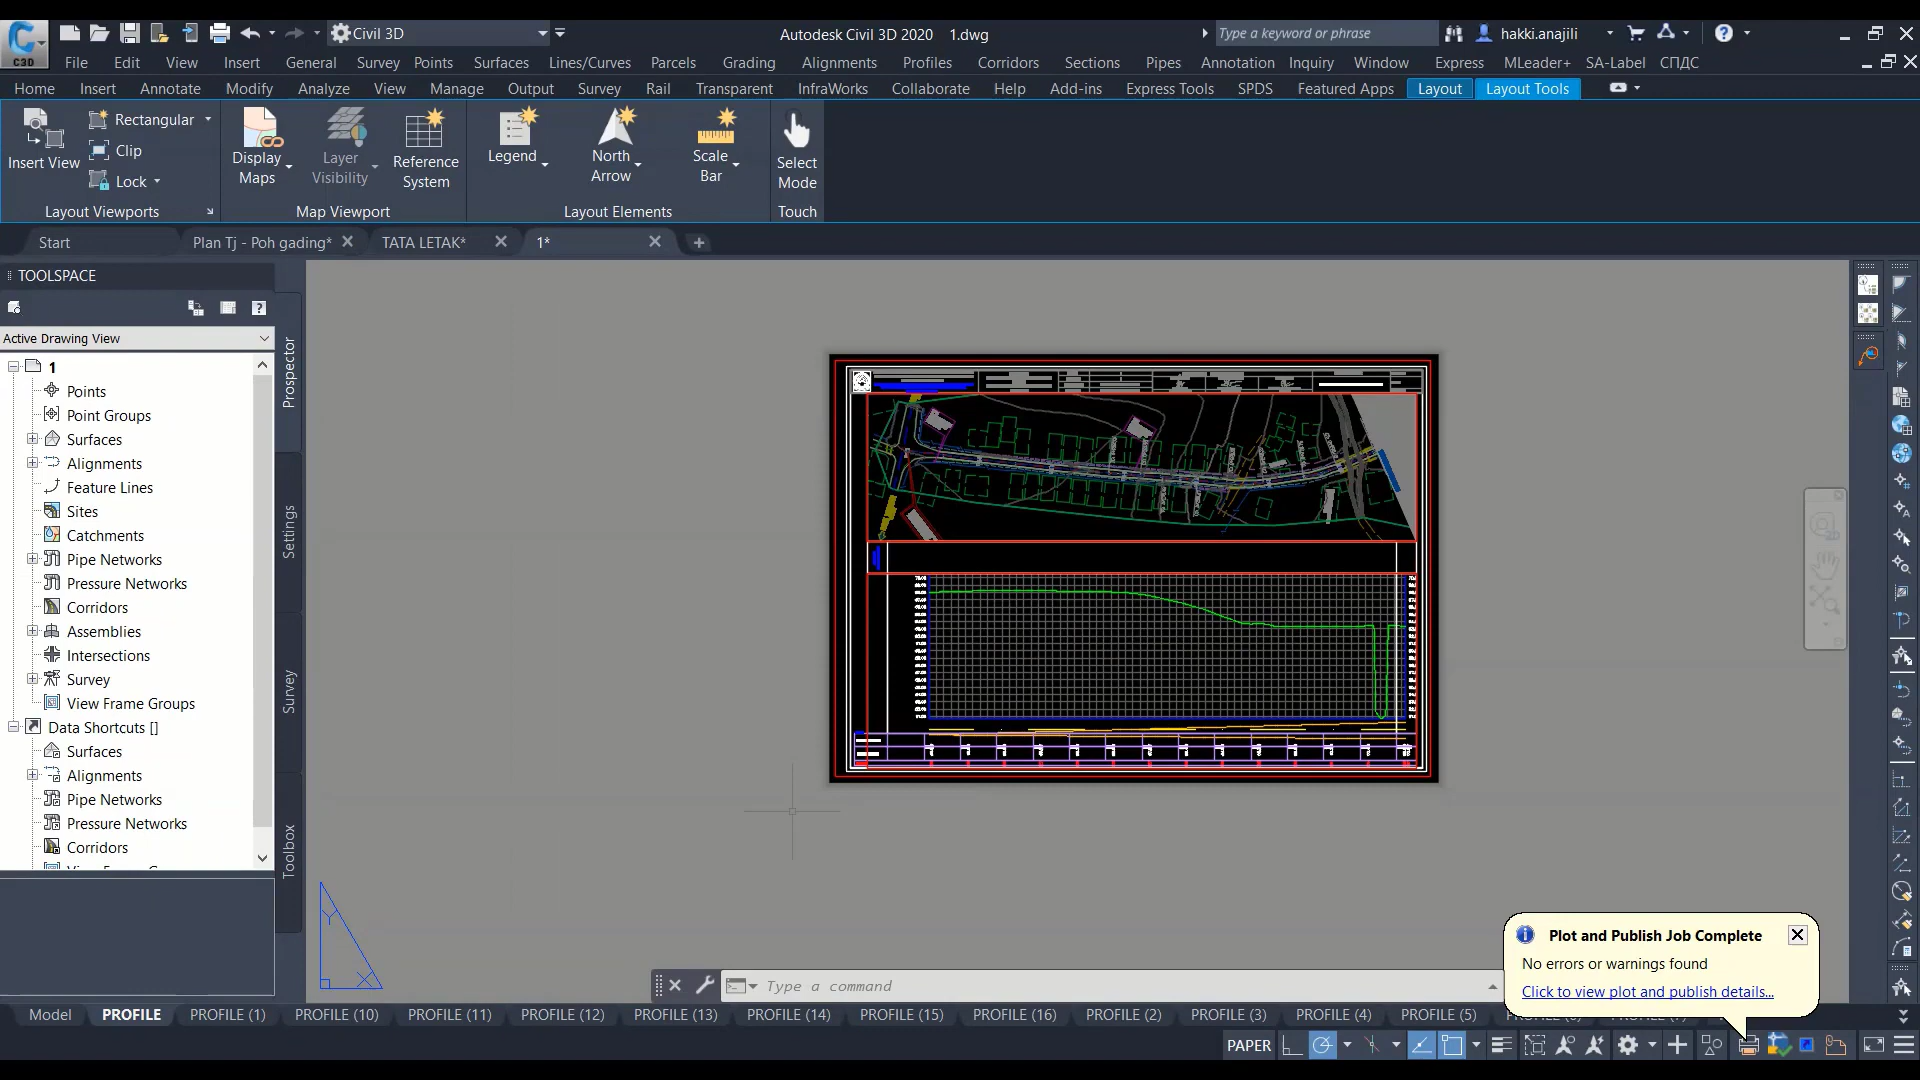 Civil 3D
Autodesk Civil 3D 2020 1.dwg
Type a keyword or phrase
hakki.anajili
C3D
File Edit View Insert General Survey Points Surfaces Lines/Curves Parcels Grading Alignments Profiles Corridors Sections Pipes Annotation Inquiry Window Express MLeader+ SA-Label СПДС
Home Insert Annotate Modify Analyze View Manage Output Survey Rail Transparent InfraWorks Collaborate Help Add-ins Express Tools SPDS Featured Apps Layout Layout Tools
Insert View
Rectangular
Clip
Lock
Layout Viewports
Display Maps
Layer Visibility
Reference System
Map Viewport
Legend
North Arrow
Scale Bar
Layout Elements
Select Mode
Touch
Start Plan Tj - Poh gading* TATA LETAK* 1*
TOOLSPACE
Active Drawing View
1
Points
Point Groups
Surfaces
Alignments
Feature Lines
Sites
Catchments
Pipe Networks
Pressure Networks
Corridors
Assemblies
Intersections
Survey
View Frame Groups
Data Shortcuts []
Surfaces
Alignments
Pipe Networks
Pressure Networks
Corridors
Prospector
Settings
Survey
Toolbox
Y
X
Type a command
Plot and Publish Job Complete
No errors or warnings found
Click to view plot and publish details...
Model PROFILE PROFILE (1) PROFILE (10) PROFILE (11) PROFILE (12) PROFILE (13) PROFILE (14) PROFILE (15) PROFILE (16) PROFILE (2) PROFILE (3) PROFILE (4) PROFILE (5)
PAPER